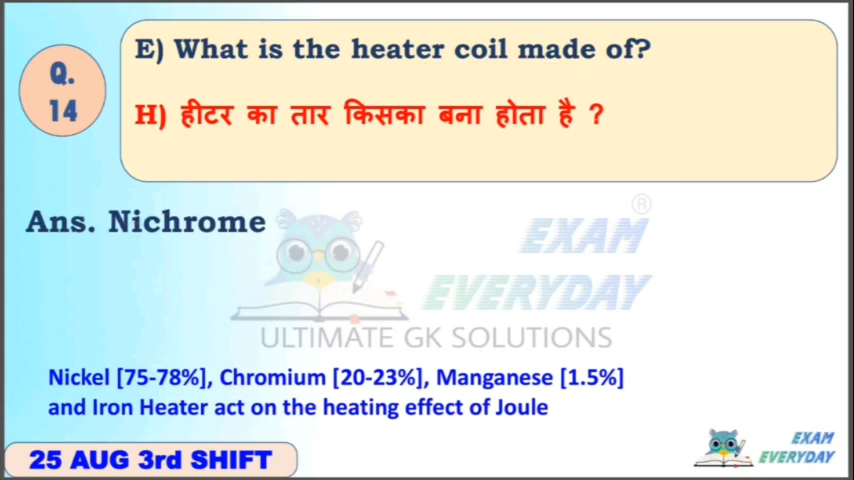 Q.
14
E) What is the heater coil made of?
H) हीटर का तार किसका बना होता है ?
Ans. Nichrome
®
EXAM
EVERYDAY
ULTIMATE GK SOLUTIONS
Nickel [75-78%], Chromium [20-23%], Manganese [1.5%]
and Iron Heater act on the heating effect of Joule
25 AUG 3rd SHIFT
EXAM
EVERYDAY